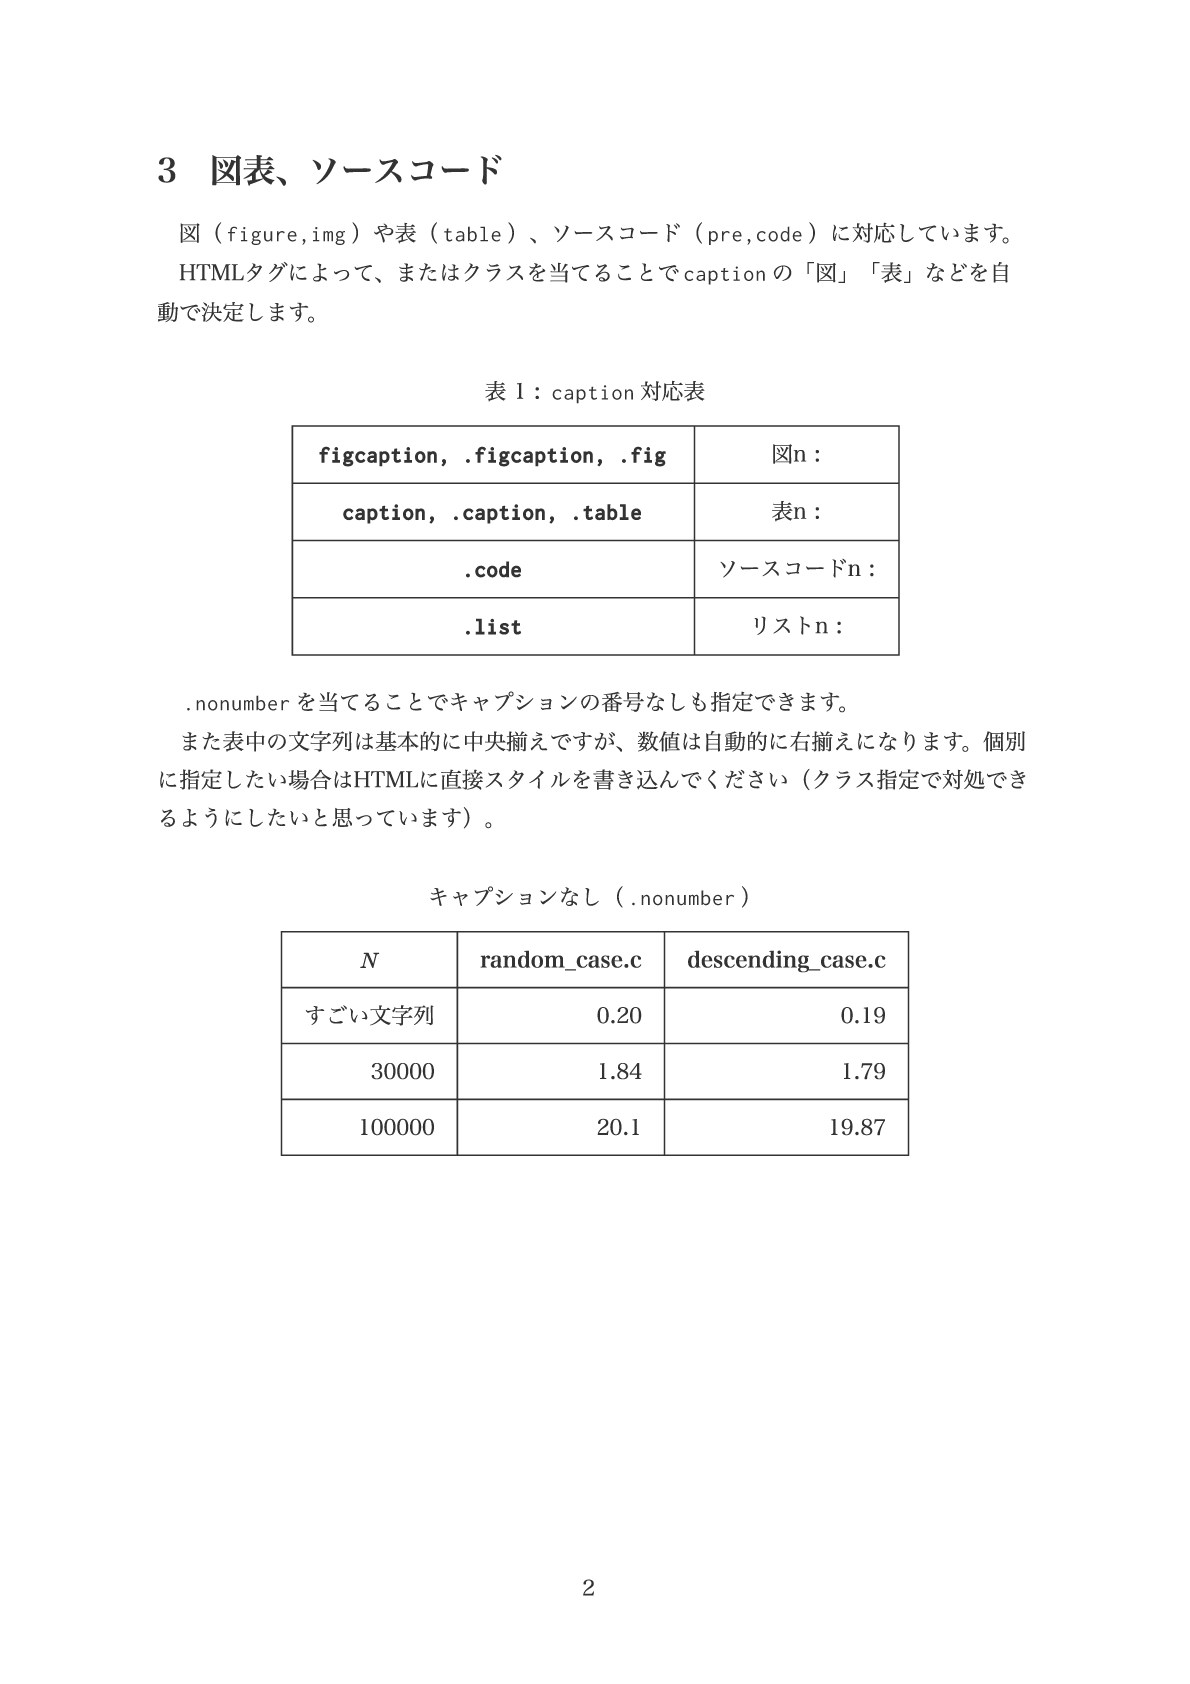 3　図表、ソースコード
図（figure,img）や表（table）、ソースコード（pre,code）に対応しています。
HTMLタグによって、またはクラスを当てることでcaptionの「図」「表」などを自
動で決定します。
表 1：caption 対応表
figcaption, .figcaption, .fig　図n：
caption, .caption, .table　表n：
.code　ソースコードn：
.list　リストn：
.nonumber を当てることでキャプションの番号なしも指定できます。
また表中の文字列は基本的に中央揃えですが、数値は自動的に右揃えになります。個別
に指定したい場合はHTMLに直接スタイルを書き込んでください（クラス指定で対処でき
るようにしたいと思っています）。
キャプションなし（.nonumber）
N　random_case.c　descending_case.c
すごい文字列　0.20　0.19
30000　1.84　1.79
100000　20.1　19.87
2